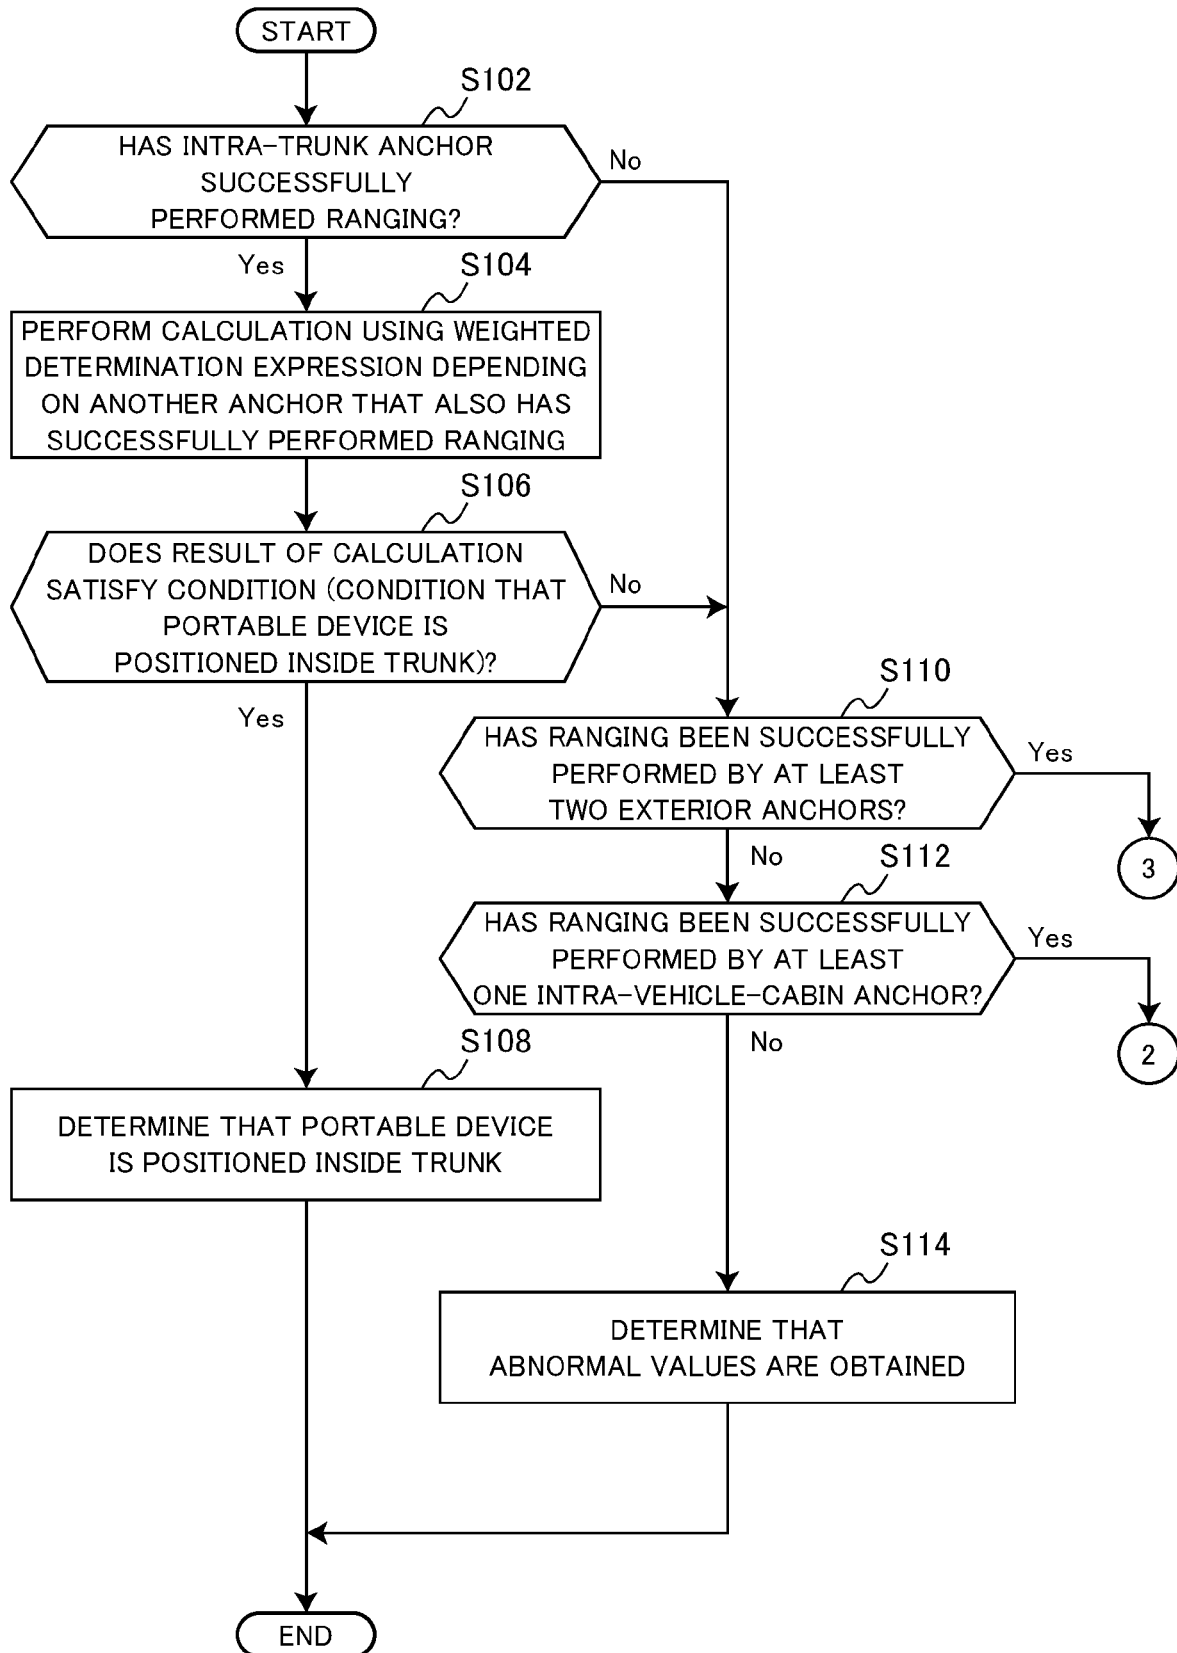 START
S102
HAS INTRA-TRUNK ANCHOR
SUCCESSFULLY
PERFORMED RANGING?
No
Yes
S104
PERFORM CALCULATION USING WEIGHTED
DETERMINATION EXPRESSION DEPENDING
ON ANOTHER ANCHOR THAT ALSO HAS
SUCCESSFULLY PERFORMED RANGING
S106
DOES RESULT OF CALCULATION
SATISFY CONDITION (CONDITION THAT
PORTABLE DEVICE IS
POSITIONED INSIDE TRUNK)?
No
Yes
S110
HAS RANGING BEEN SUCCESSFULLY
PERFORMED BY AT LEAST
TWO EXTERIOR ANCHORS?
Yes
3
No
S112
HAS RANGING BEEN SUCCESSFULLY
PERFORMED BY AT LEAST
ONE INTRA-VEHICLE-CABIN ANCHOR?
Yes
2
No
S108
DETERMINE THAT PORTABLE DEVICE
IS POSITIONED INSIDE TRUNK
S114
DETERMINE THAT
ABNORMAL VALUES ARE OBTAINED
END